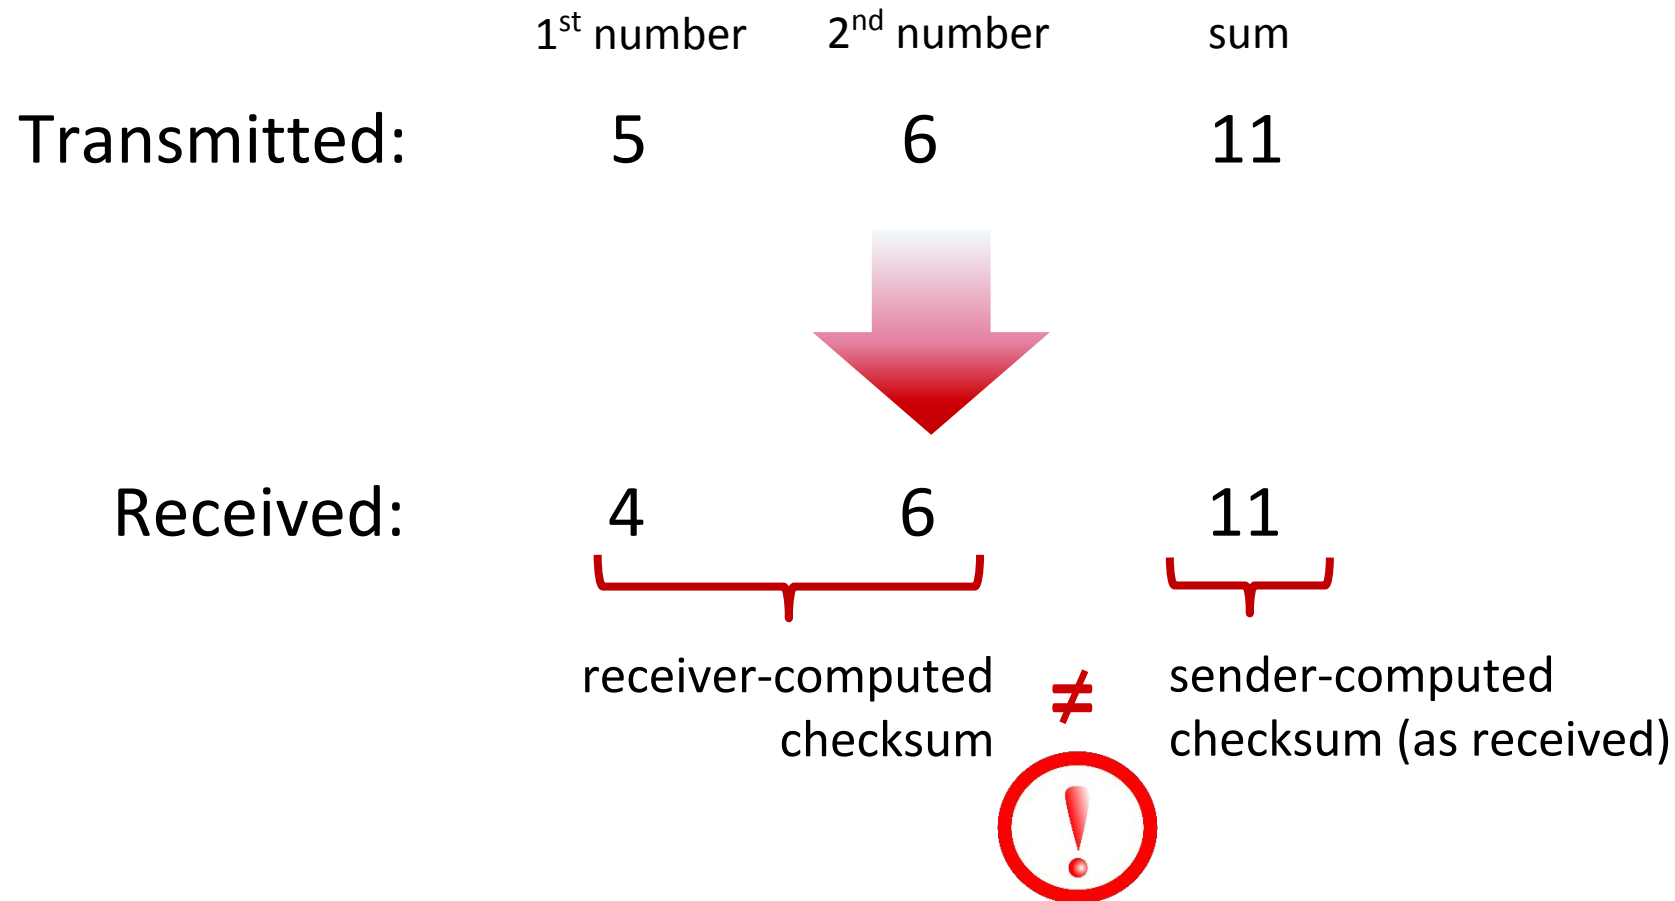 1st number 2nd number sum
Transmitted: 5 6 11
Received: 4 6 11
receiver-computed ≠ sender-computed
checksum checksum (as received)
!